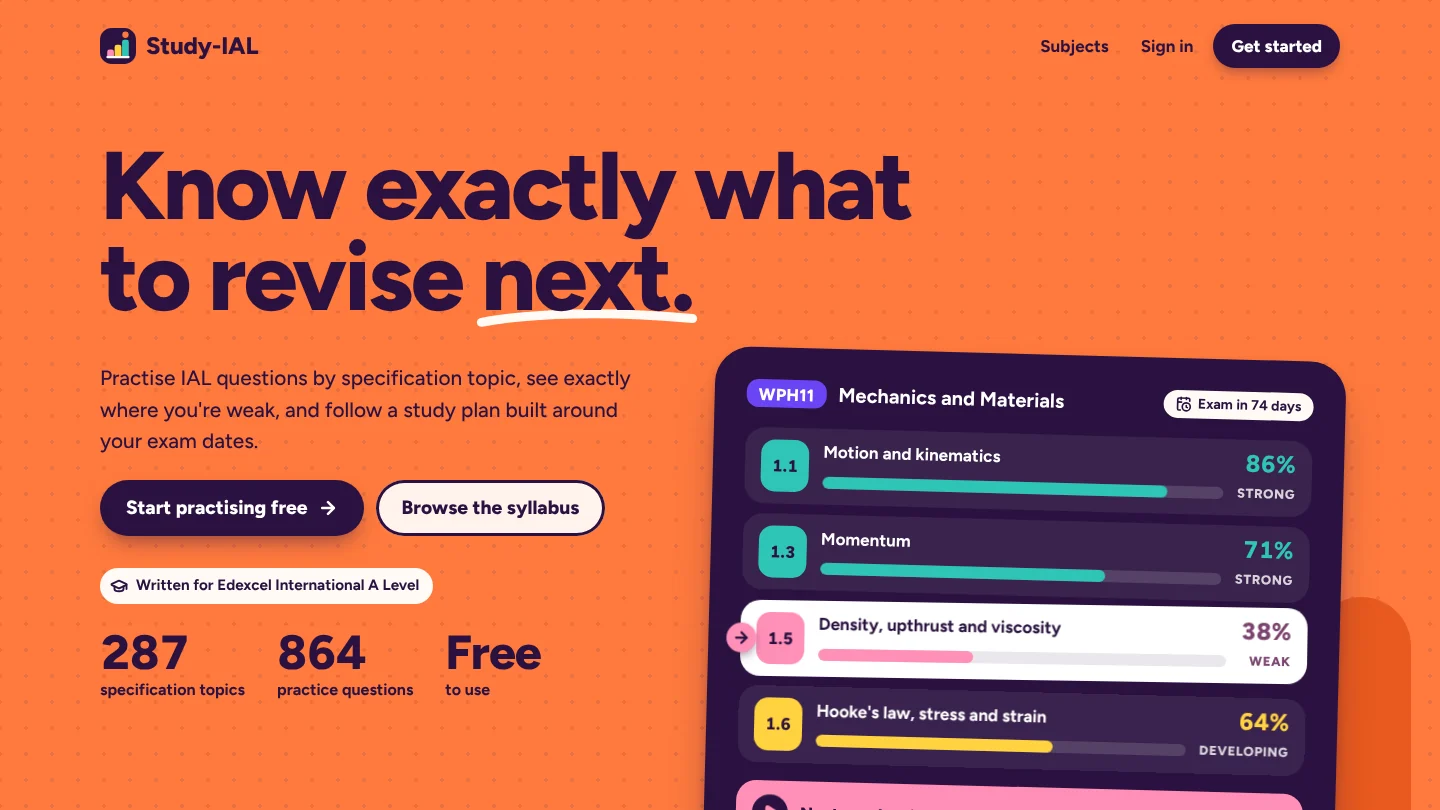 Study-IAL
Subjects
Sign in
Get started
Know exactly what
to revise next.
Practise IAL questions by specification topic, see exactly
where you're weak, and follow a study plan built around
your exam dates.
Start practising free
Browse the syllabus
Written for Edexcel International A Level
287
specification topics
864
practice questions
Free
to use
WPH11
Mechanics and Materials
Exam in 74 days
1.1
Motion and kinematics
86%
STRONG
1.3
Momentum
71%
STRONG
1.5
Density, upthrust and viscosity
38%
WEAK
1.6
Hooke's law, stress and strain
64%
DEVELOPING